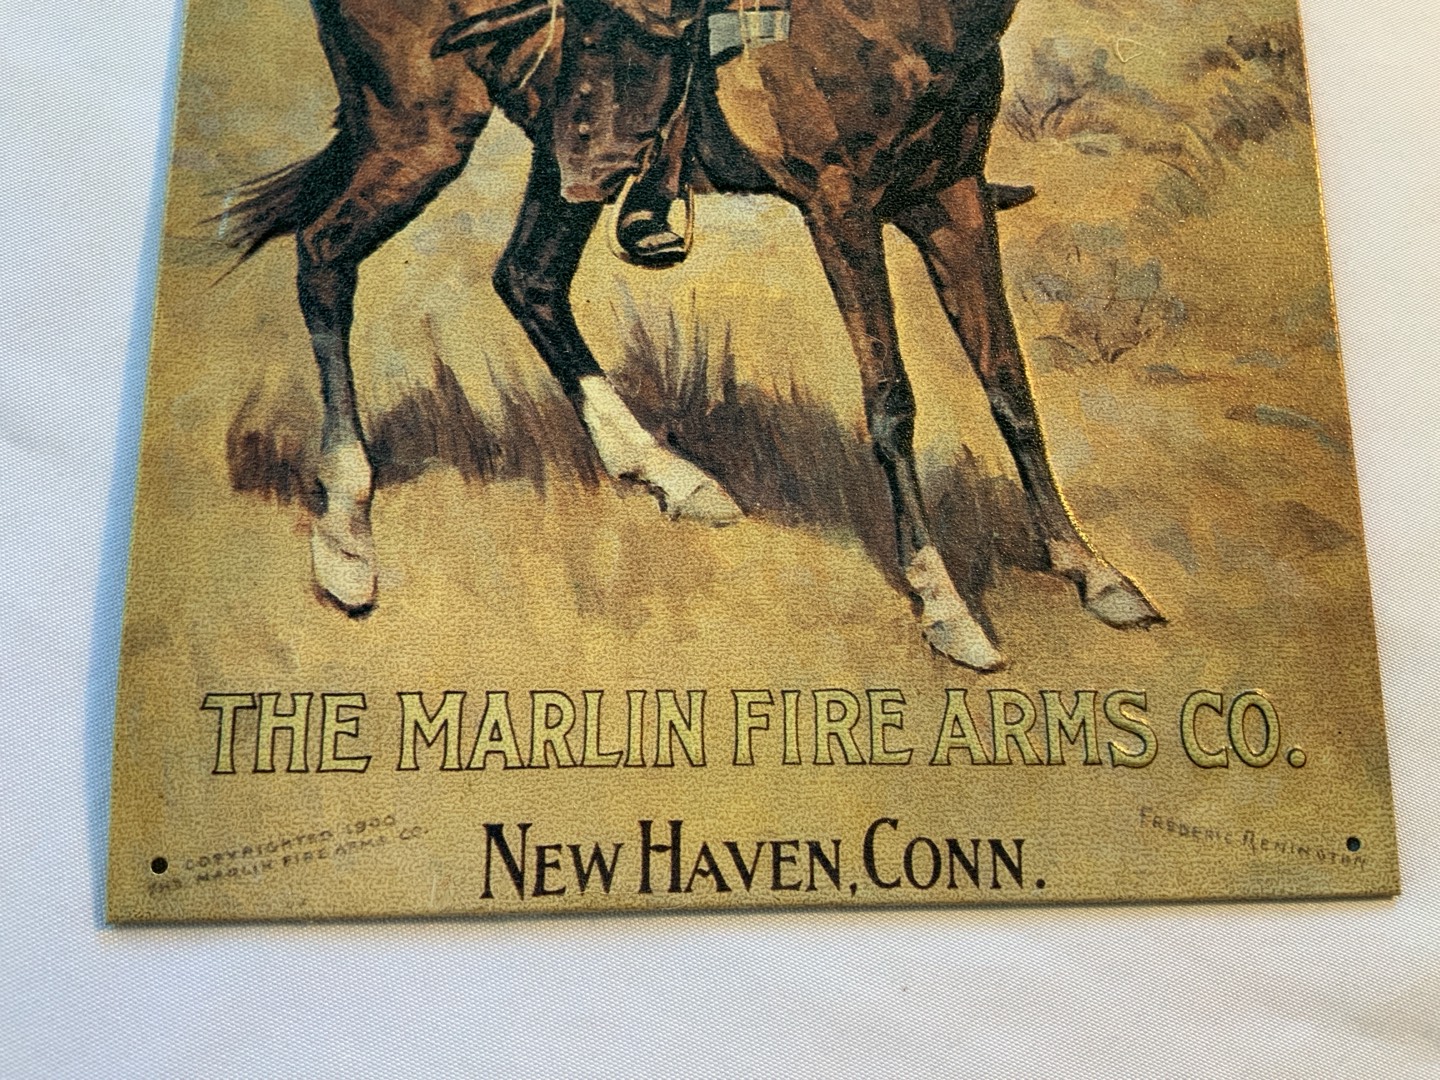 THE MARLIN FIRE ARMS CO.
COPYRIGHTED 1900
THE MARLIN FIRE ARMS CO.
NEW HAVEN, CONN.
FREDERIC REMINGTON